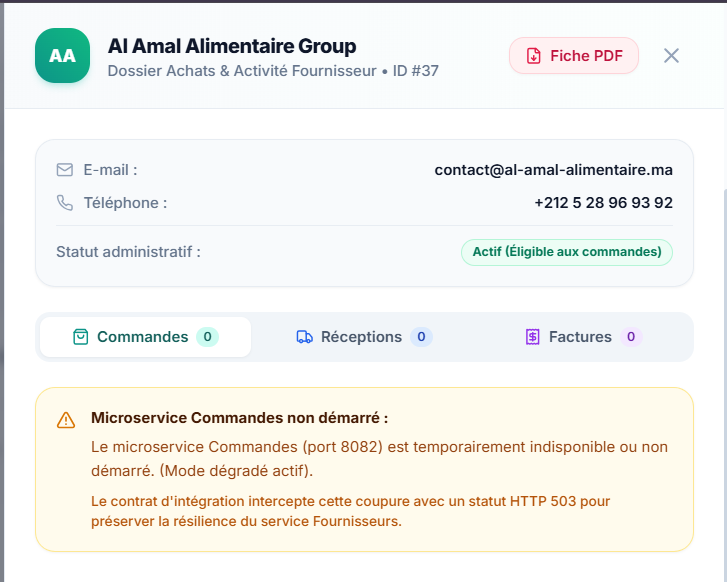 AA
Al Amal Alimentaire Group
Dossier Achats & Activité Fournisseur • ID #37
Fiche PDF
E-mail :
contact@al-amal-alimentaire.ma
Téléphone :
+212 5 28 96 93 92
Statut administratif :
Actif (Éligible aux commandes)
Commandes 0
Réceptions 0
Factures 0
Microservice Commandes non démarré :
Le microservice Commandes (port 8082) est temporairement indisponible ou non
démarré. (Mode dégradé actif).
Le contrat d'intégration intercepte cette coupure avec un statut HTTP 503 pour
préserver la résilience du service Fournisseurs.